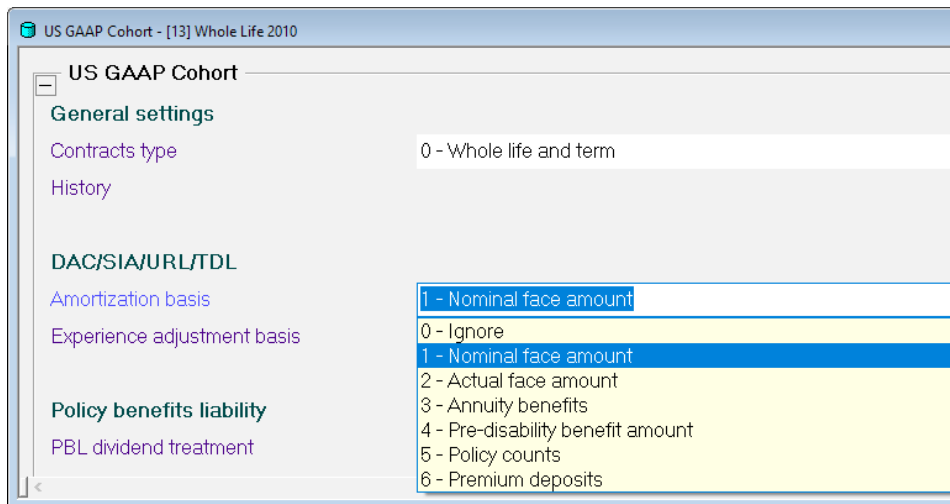 US GAAP Cohort - [13] Whole Life 2010
US GAAP Cohort
General settings
Contracts type 0 - Whole life and term
History
DAC/SIA/URL/TDL
Amortization basis 1 - Nominal face amount
Experience adjustment basis 0 - Ignore
1 - Nominal face amount
2 - Actual face amount
3 - Annuity benefits
Policy benefits liability 4 - Pre-disability benefit amount
PBL dividend treatment 5 - Policy counts
6 - Premium deposits